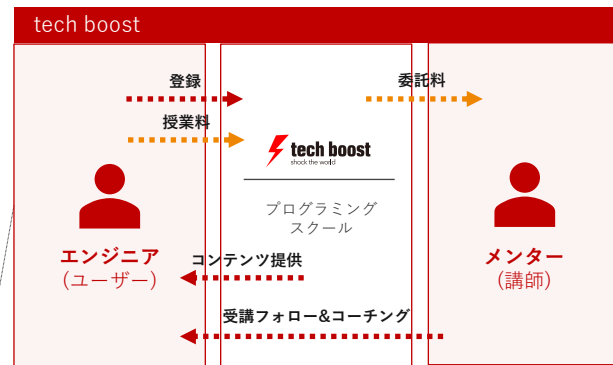 tech boost
登録
委託料
授業料
tech boost
shock the world
プログラミング
スクール
エンジニア
(ユーザー)
メンター
(講師)
コンテンツ提供
受講フォロー&コーチング